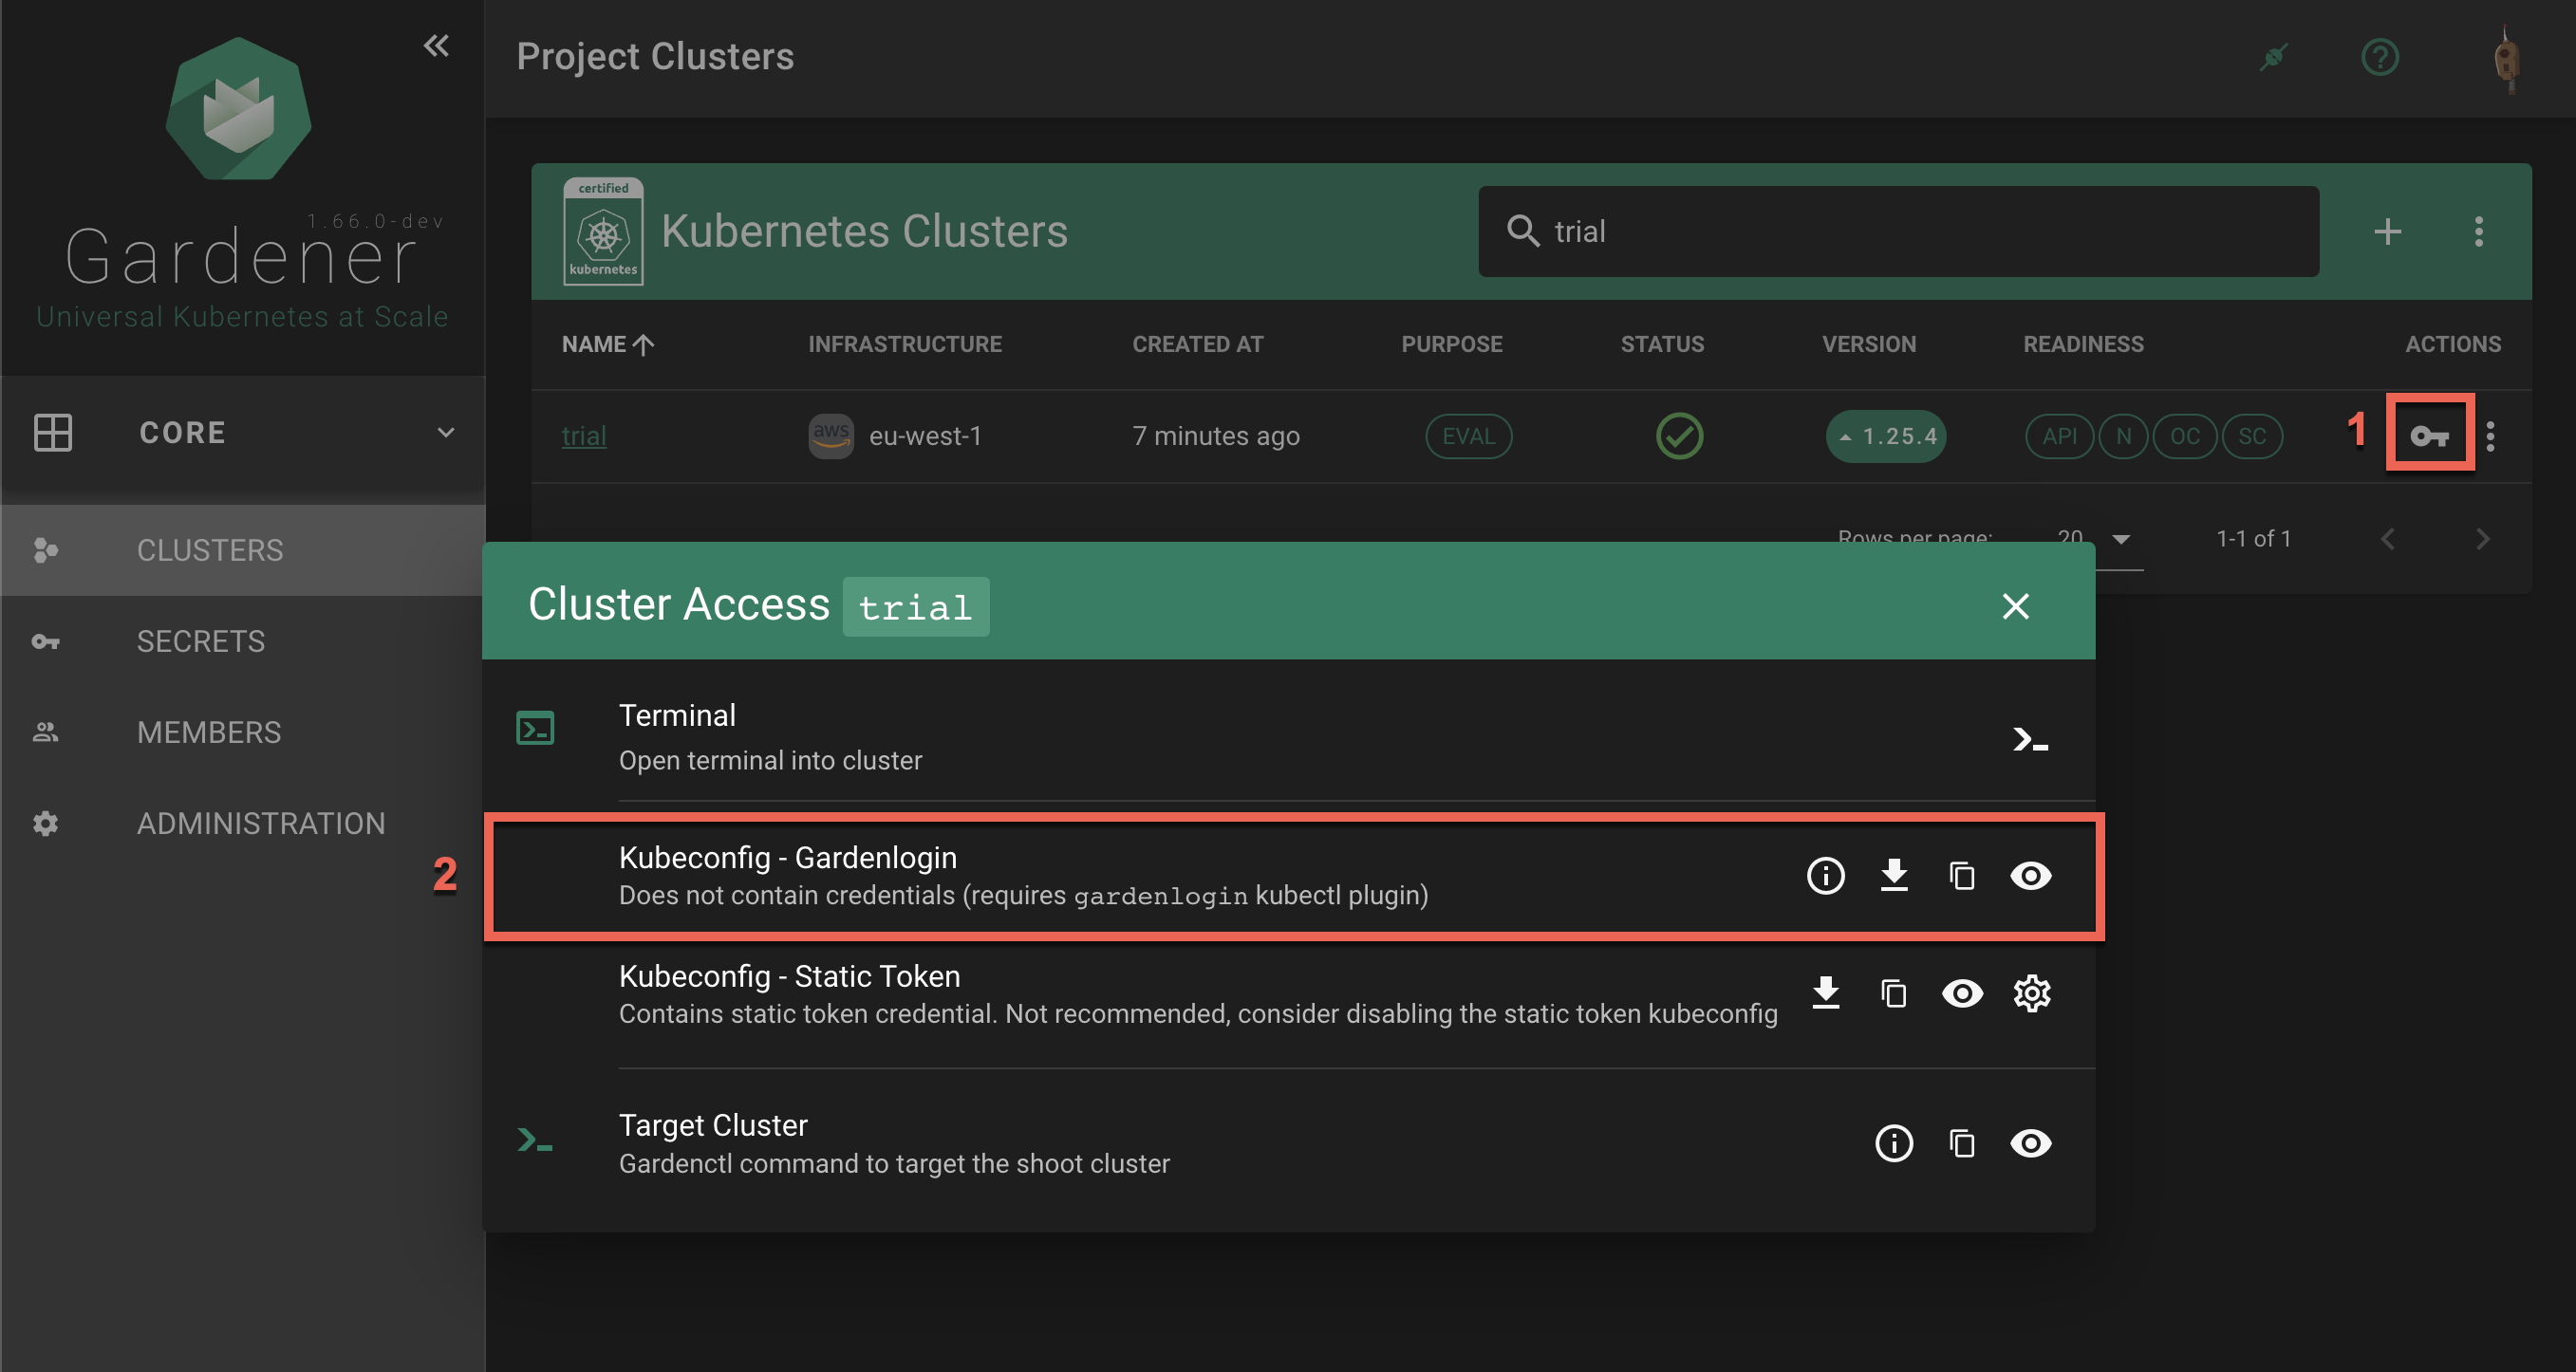 Project Clusters
1.66.0-dev
Gardener
Universal Kubernetes at Scale
CORE
CLUSTERS
SECRETS
MEMBERS
ADMINISTRATION
certified
kubernetes
Kubernetes Clusters
trial
NAME INFRASTRUCTURE CREATED AT PURPOSE STATUS VERSION READINESS ACTIONS
trial aws eu-west-1 7 minutes ago EVAL 1.25.4 API N OC SC 1
Rows per page: 20 1-1 of 1
Cluster Access trial
Terminal
Open terminal into cluster
2
Kubeconfig - Gardenlogin
Does not contain credentials (requires gardenlogin kubectl plugin)
Kubeconfig - Static Token
Contains static token credential. Not recommended, consider disabling the static token kubeconfig
Target Cluster
Gardenctl command to target the shoot cluster